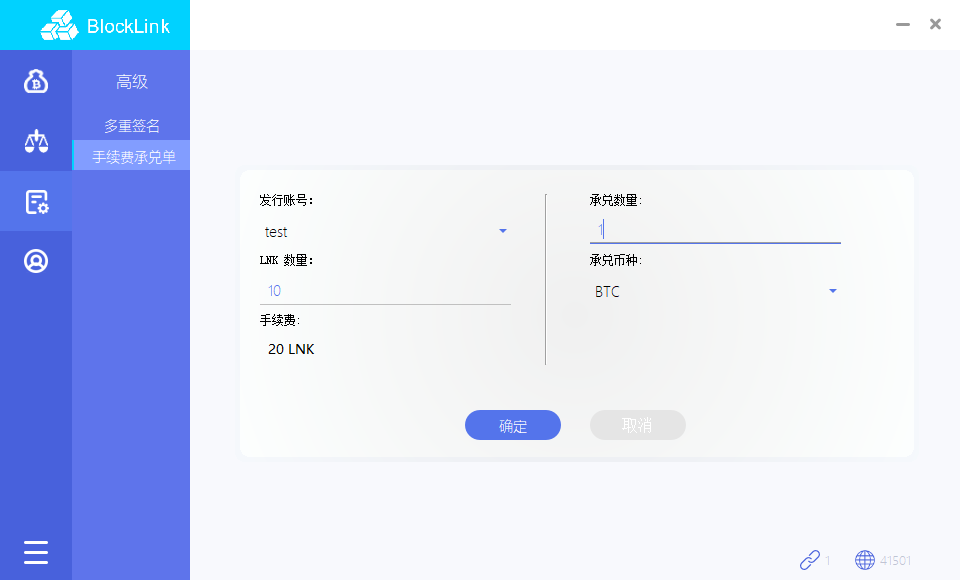 BlockLink
高级
多重签名
手续费承兑单
发行账号：
test
LNK 数量：
10
手续费：
20 LNK
承兑数量：
1
承兑币种：
BTC
确定
取消
1
41501